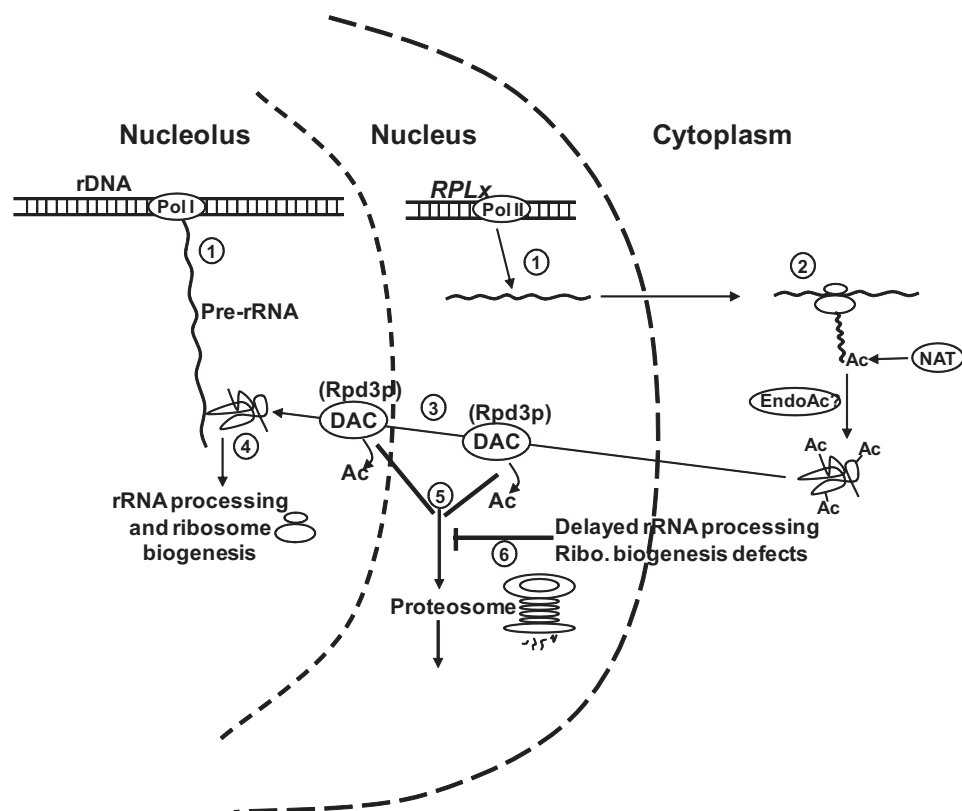 Nucleolus
Nucleus
Cytoplasm
rDNA
Pol I
RPLx
Pol II
1
1
2
Pre-rRNA
Ac
NAT
EndoAc?
(Rpd3p)
DAC
3
(Rpd3p)
DAC
Ac
Ac
Ac
4
Ac
Ac
5
rRNA processing
and ribosome
biogenesis
Delayed rRNA processing
Ribo. biogenesis defects
6
Proteosome